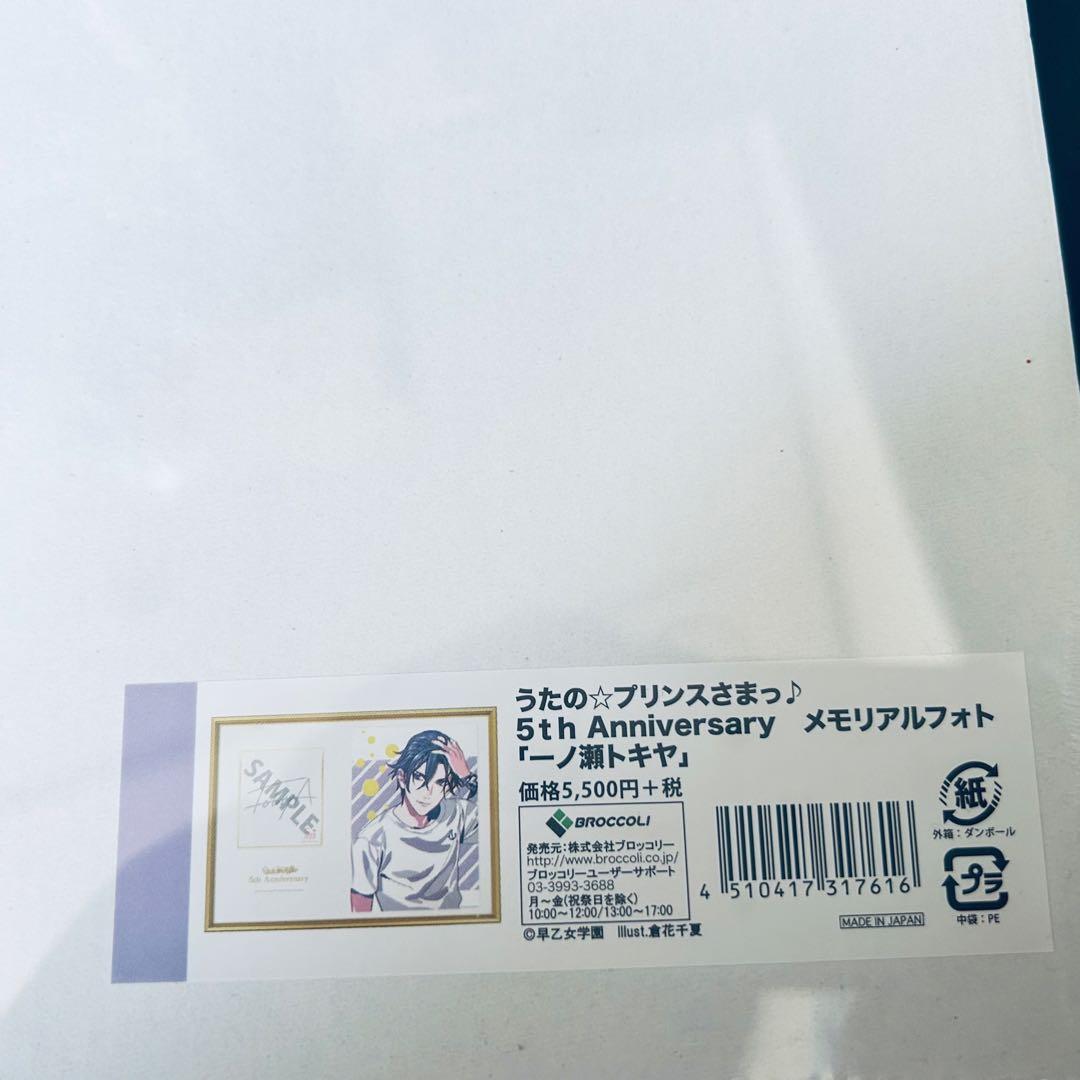 うたの☆プリンスさまっ♪
5th Anniversary　メモリアルフォト
「一ノ瀬トキヤ」
価格5,500円+税
BROCCOLI
発売元:株式会社ブロッコリー
http://www.broccoli.co.jp/
ブロッコリーユーザーサポート
03-3993-3688
月〜金(祝祭日を除く)
10:00〜12:00/13:00〜17:00
©早乙女学園　Illust.倉花千夏
4 510417 317616
MADE IN JAPAN
紙
外箱:ダンボール
プラ
中袋:PE
SAMPLE
5th Anniversary